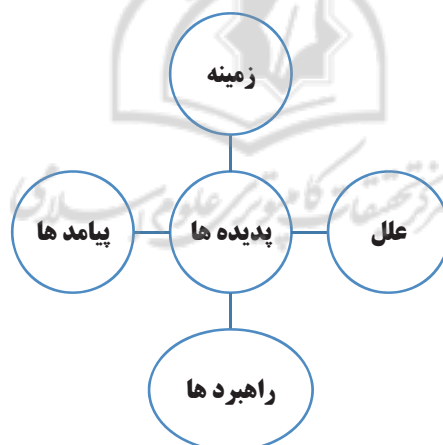 زمینه
علل
پدیده ها
پیامد ها
راهبرد ها